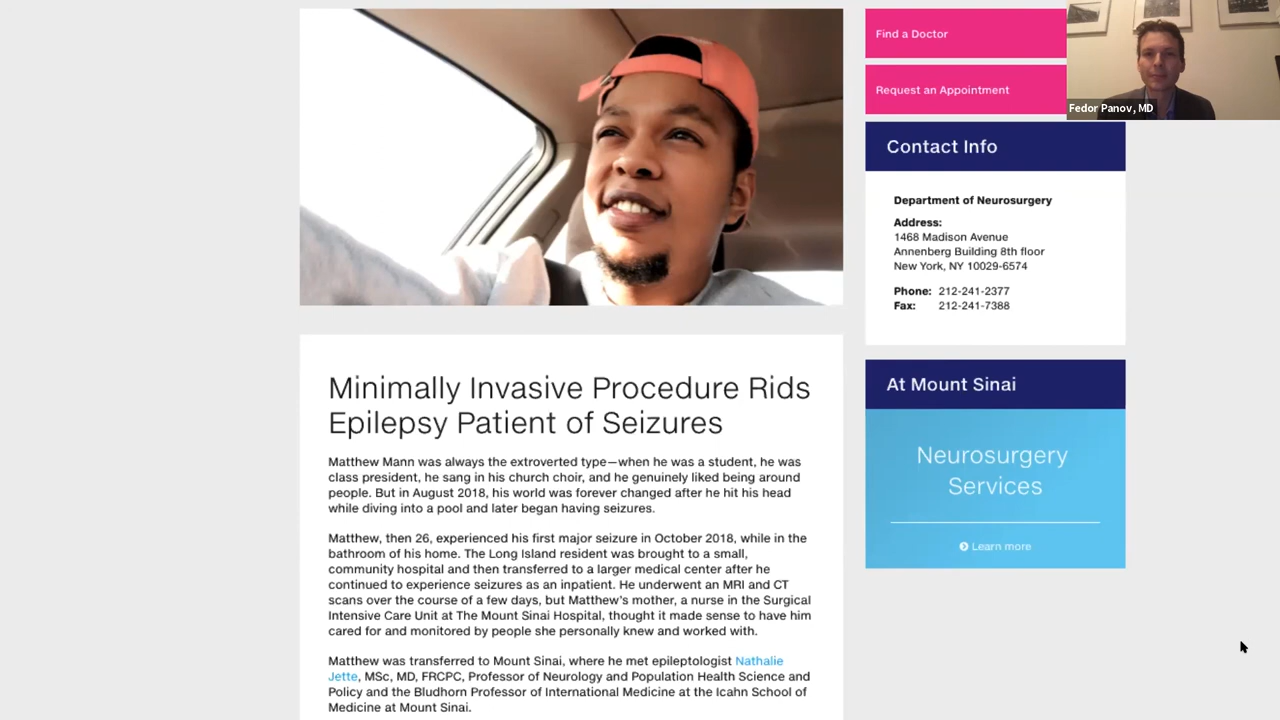 Find a Doctor
Request an Appointment
Fedor Panov, MD
Contact Info
Department of Neurosurgery
Address:
1468 Madison Avenue
Annenberg Building 8th floor
New York, NY 10029-6574
Phone: 212-241-2377
Fax: 212-241-7388
At Mount Sinai
Neurosurgery
Services
Learn more
Minimally Invasive Procedure Rids
Epilepsy Patient of Seizures
Matthew Mann was always the extroverted type—when he was a student, he was
class president, he sang in his church choir, and he genuinely liked being around
people. But in August 2018, his world was forever changed after he hit his head
while diving into a pool and later began having seizures.
Matthew, then 26, experienced his first major seizure in October 2018, while in the
bathroom of his home. The Long Island resident was brought to a small,
community hospital and then transferred to a larger medical center after he
continued to experience seizures as an inpatient. He underwent an MRI and CT
scans over the course of a few days, but Matthew's mother, a nurse in the Surgical
Intensive Care Unit at The Mount Sinai Hospital, thought it made sense to have him
cared for and monitored by people she personally knew and worked with.
Matthew was transferred to Mount Sinai, where he met epileptologist Nathalie
Jette, MSc, MD, FRCPC, Professor of Neurology and Population Health Science and
Policy and the Bludhorn Professor of International Medicine at the Icahn School of
Medicine at Mount Sinai.